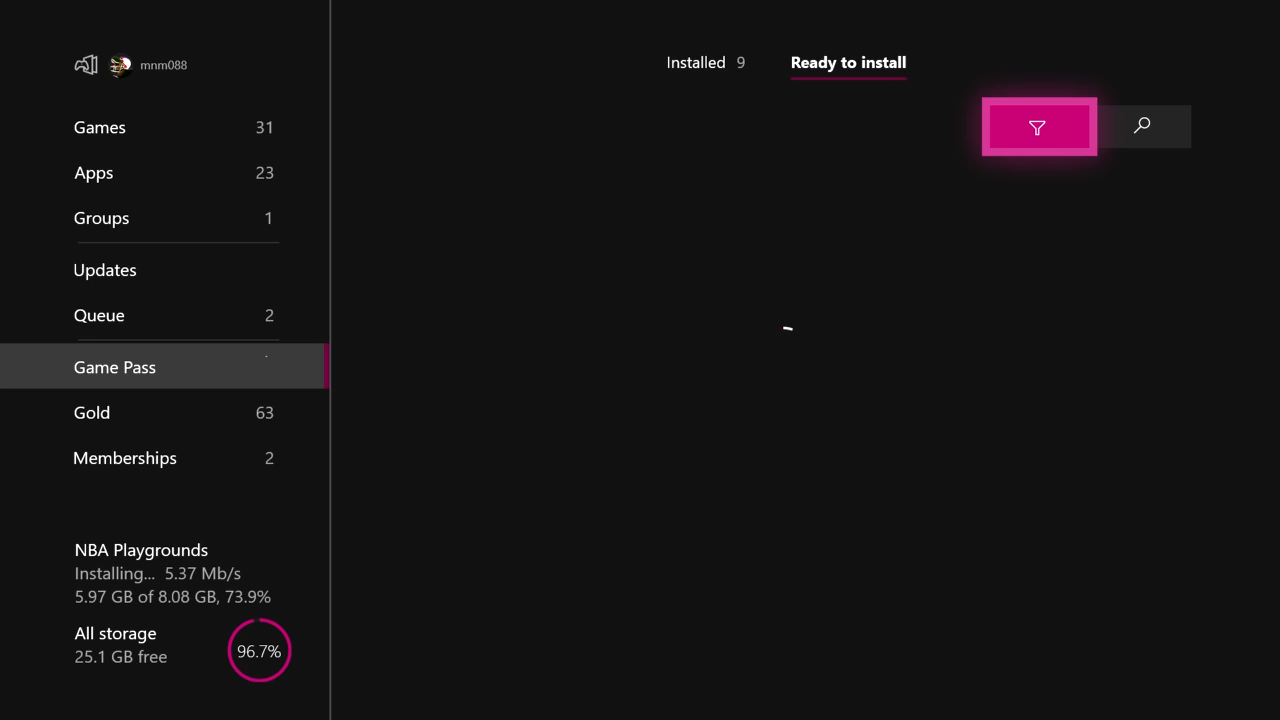 mnm088
Games 31
Apps 23
Groups 1
Updates
Queue 2
Game Pass
Gold 63
Memberships 2
NBA Playgrounds
Installing... 5.37 Mb/s
5.97 GB of 8.08 GB, 73.9%
All storage
25.1 GB free
96.7%
Installed 9 Ready to install